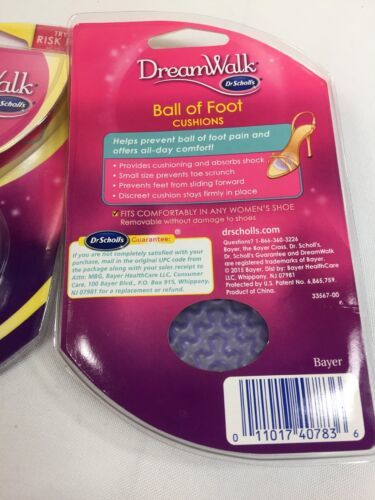 TRY
RISK
Walk
Dr Scholl's
DreamWalk®
Dr Scholl's
Ball of Foot
CUSHIONS
Helps prevent ball of foot pain and
offers all-day comfort!
• Provides cushioning and absorbs shock
• Small size prevents toe scrunch
• Prevents feet from sliding forward
• Discreet cushion stays firmly in place
FITS COMFORTABLY IN ANY WOMEN'S SHOE
Removable without damage to shoes
Dr Scholl's Guarantee:
If you are not completely satisfied with your
purchase, mail in the original UPC code from
the package along with your sales receipt to
Attn: MBG, Bayer HealthCare LLC, Cunsumer
Care, 100 Bayer Blvd., P.O. Box 915, Whippany,
NJ 07981 for a replacement or refund.
drscholls.com
Questions? 1-866-360-3226
Bayer, the Bayer Cross, Dr. Scholl's,
Dr. Scholl's Guarantee and DreamWalk
are registered trademarks of Bayer.
© 2015 Bayer. Dist by: Bayer HealthCare
LLC, Whippany, NJ 07981
Protected by U.S. Patent No. 6,865,759.
Product of China.
33567-00
Bayer
0 11017 40783 6